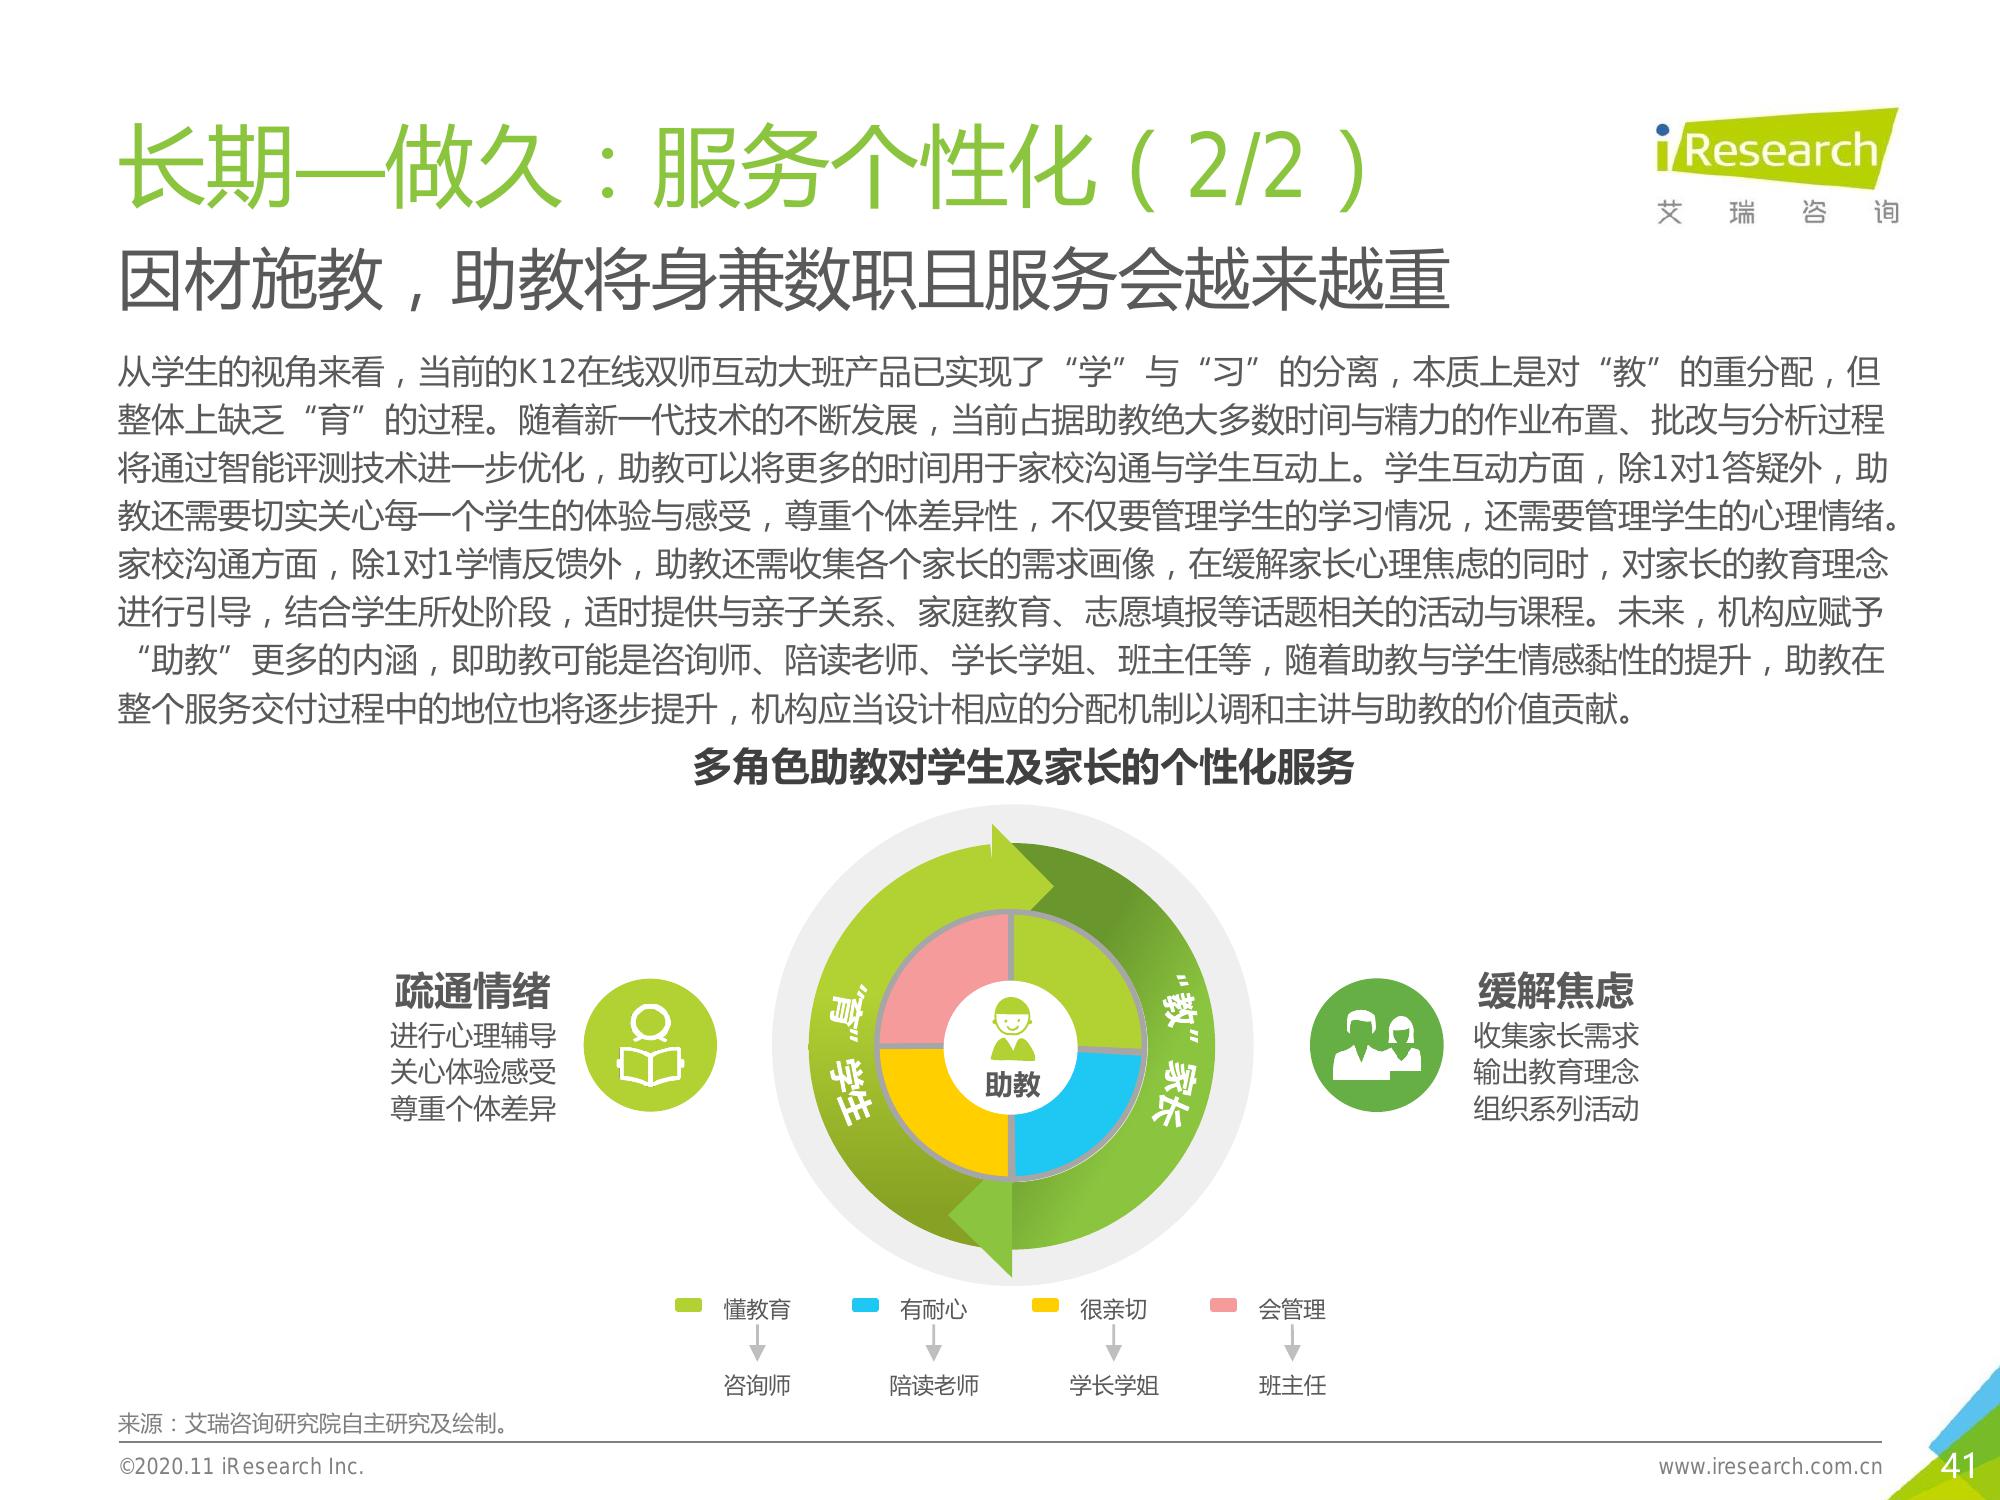 长期—做久：服务个性化（2/2）
iResearch
艾瑞咨询
因材施教，助教将身兼数职且服务会越来越重
从学生的视角来看，当前的K12在线双师互动大班产品已实现了“学”与“习”的分离，本质上是对“教”的重分配，但
整体上缺乏“育”的过程。随着新一代技术的不断发展，当前占据助教绝大多数时间与精力的作业布置、批改与分析过程
将通过智能评测技术进一步优化，助教可以将更多的时间用于家校沟通与学生互动上。学生互动方面，除1对1答疑外，助
教还需要切实关心每一个学生的体验与感受，尊重个体差异性，不仅要管理学生的学习情况，还需要管理学生的心理情绪。
家校沟通方面，除1对1学情反馈外，助教还需收集各个家长的需求画像，在缓解家长心理焦虑的同时，对家长的教育理念
进行引导，结合学生所处阶段，适时提供与亲子关系、家庭教育、志愿填报等话题相关的活动与课程。未来，机构应赋予
“助教”更多的内涵，即助教可能是咨询师、陪读老师、学长学姐、班主任等，随着助教与学生情感黏性的提升，助教在
整个服务交付过程中的地位也将逐步提升，机构应当设计相应的分配机制以调和主讲与助教的价值贡献。
多角色助教对学生及家长的个性化服务
疏通情绪
进行心理辅导
关心体验感受
尊重个体差异
“育”学生
助教
“教”家长
缓解焦虑
收集家长需求
输出教育理念
组织系列活动
懂教育 有耐心 很亲切 会管理
咨询师 陪读老师 学长学姐 班主任
来源：艾瑞咨询研究院自主研究及绘制。
©2020.11 iResearch Inc.
www.iresearch.com.cn
41